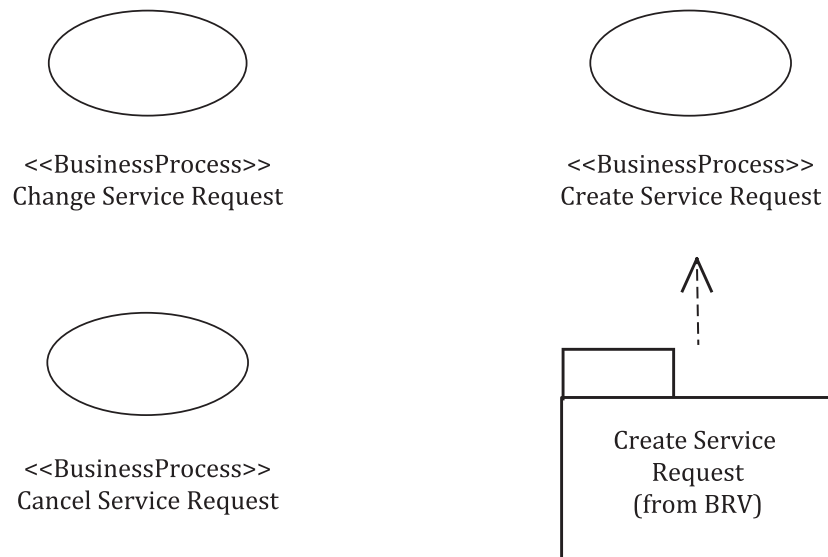 <<BusinessProcess>>
Change Service Request
<<BusinessProcess>>
Create Service Request
<<BusinessProcess>>
Cancel Service Request
Create Service
Request
(from BRV)